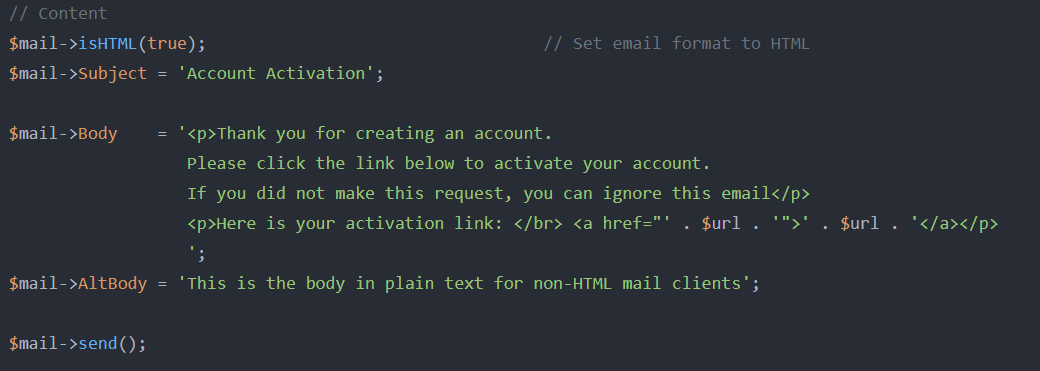 // Content
$mail->isHTML(true);                                  // Set email format to HTML
$mail->Subject = 'Account Activation';
$mail->Body    = '<p>Thank you for creating an account.
                  Please click the link below to activate your account.
                  If you did not make this request, you can ignore this email</p>
                  <p>Here is your activation link: </br> <a href="' . $url . '">' . $url . '</a></p>
                  ';
$mail->AltBody = 'This is the body in plain text for non-HTML mail clients';
$mail->send();